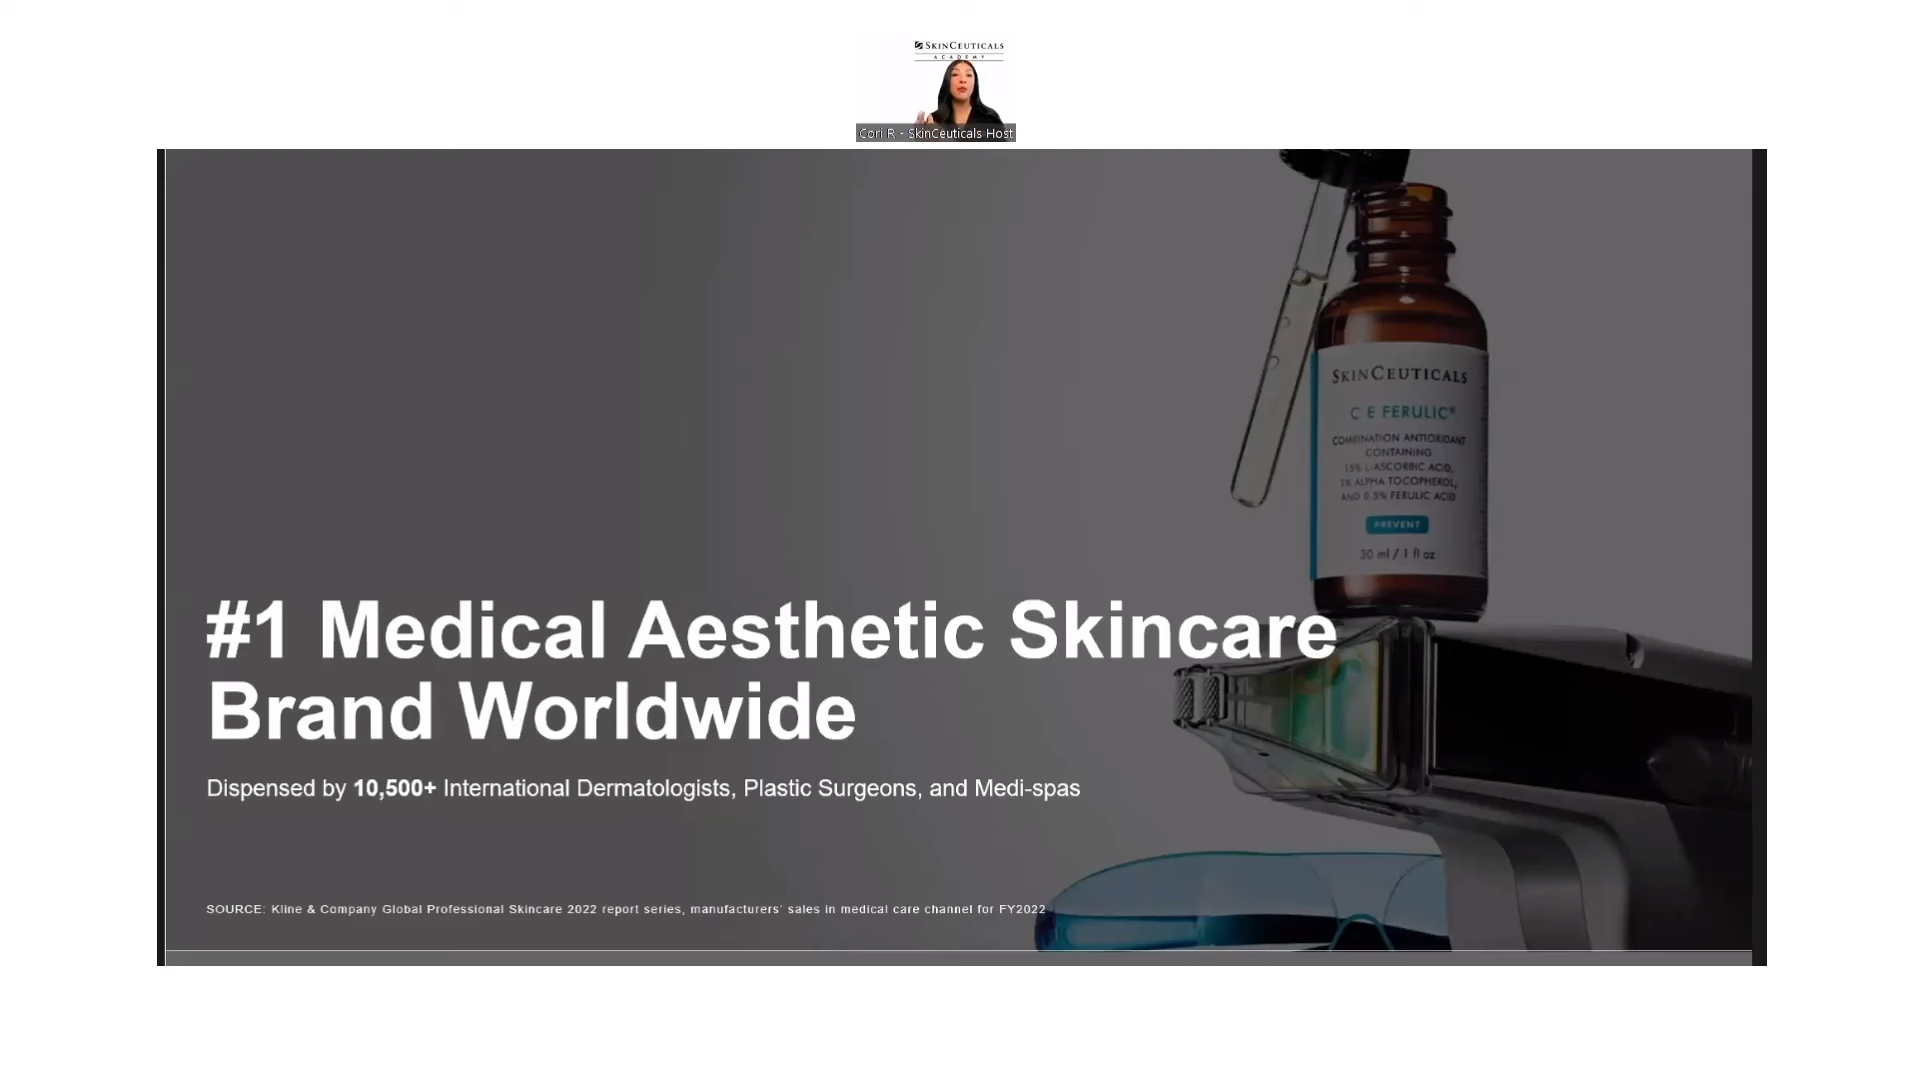 SKINCEUTICALS
ACADEMY
Cori R - SkinCeuticals Host
SKINCEUTICALS
C E FERULIC®
COMBINATION ANTIOXIDANT
CONTAINING
15% L-ASCORBIC ACID,
1% ALPHA TOCOPHEROL,
AND 0.5% FERULIC ACID
PREVENT
30 ml / 1 fl oz
#1 Medical Aesthetic Skincare
Brand Worldwide
Dispensed by 10,500+ International Dermatologists, Plastic Surgeons, and Medi-spas
SOURCE: Kline & Company Global Professional Skincare 2022 report series, manufacturers' sales in medical care channel for FY2022